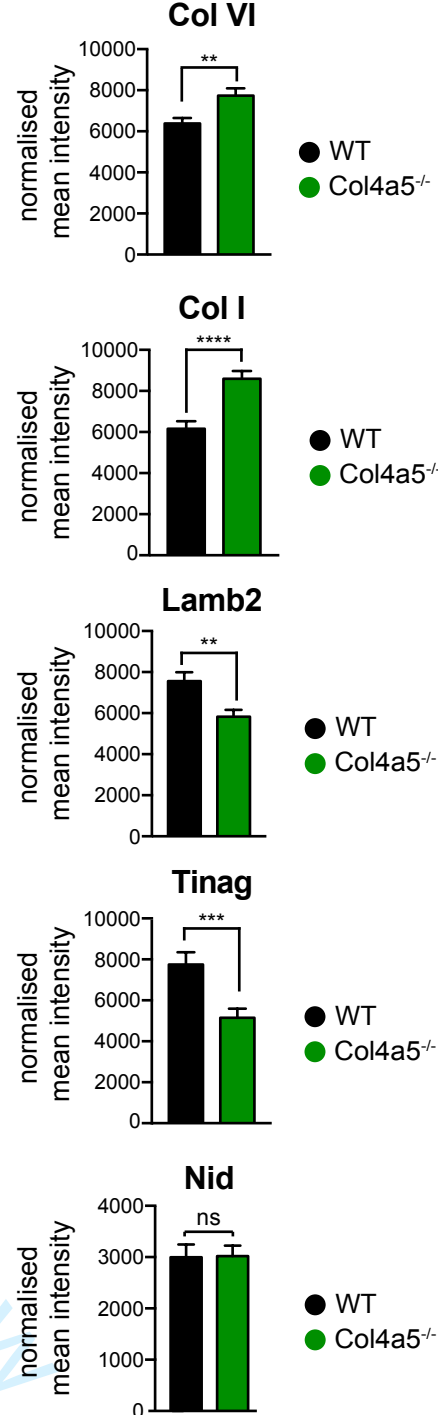 Col VI
normalised
mean intensity
10000
8000
6000
4000
2000
0
**
WT
Col4a5-/-
Col I
normalised
mean intensity
10000
8000
6000
4000
2000
0
****
WT
Col4a5-/-
Lamb2
normalised
mean intensity
10000
8000
6000
4000
2000
0
**
WT
Col4a5-/-
Tinag
normalised
mean intensity
10000
8000
6000
4000
2000
0
***
WT
Col4a5-/-
Nid
normalised
mean intensity
4000
3000
2000
1000
0
ns
WT
Col4a5-/-